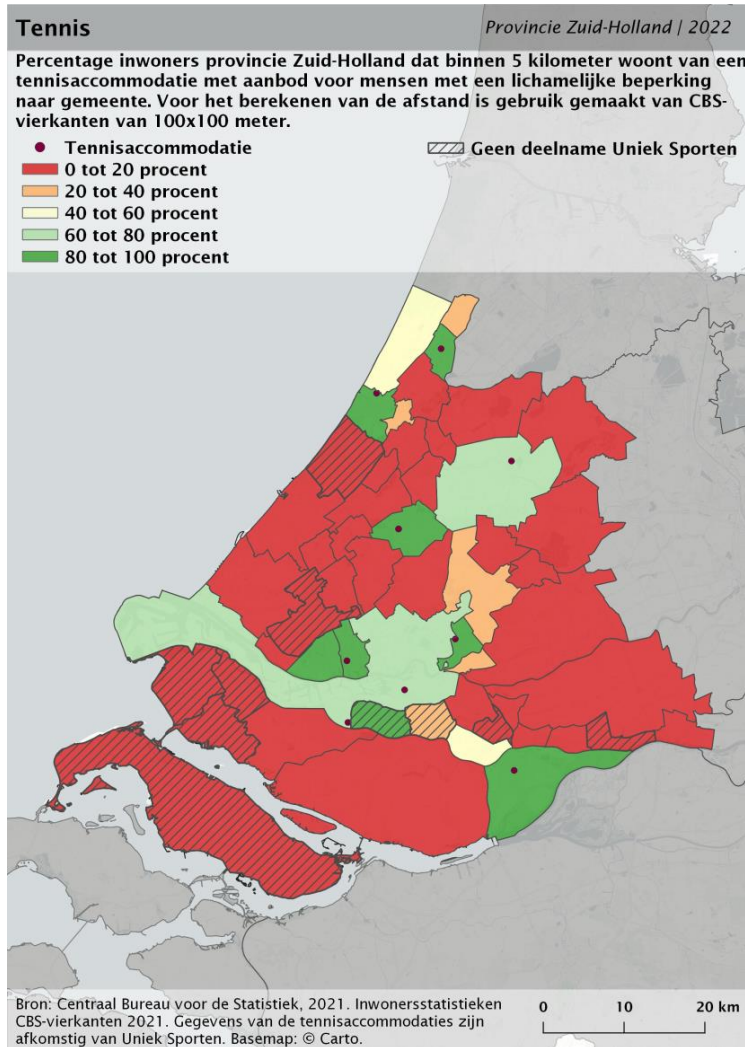 Tennis
Provincie Zuid-Holland | 2022
Percentage inwoners provincie Zuid-Holland dat binnen 5 kilometer woont van een
tennisaccommodatie met aanbod voor mensen met een lichamelijke beperking
naar gemeente. Voor het berekenen van de afstand is gebruik gemaakt van CBS-
vierkanten van 100x100 meter.
Tennisaccommodatie
Geen deelname Uniek Sporten
0 tot 20 procent
20 tot 40 procent
40 tot 60 procent
60 tot 80 procent
80 tot 100 procent
Bron: Centraal Bureau voor de Statistiek, 2021. Inwonersstatistieken
CBS-vierkanten 2021. Gegevens van de tennisaccommodaties zijn
afkomstig van Uniek Sporten. Basemap: © Carto.
0 10 20 km